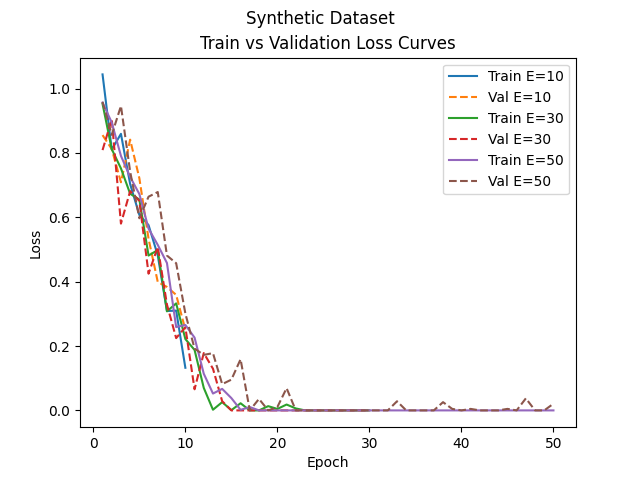 Synthetic Dataset
Train vs Validation Loss Curves
Train E=10
Val E=10
Train E=30
Val E=30
Train E=50
Val E=50
Loss
1.0
0.8
0.6
0.4
0.2
0.0
0 10 20 30 40 50
Epoch